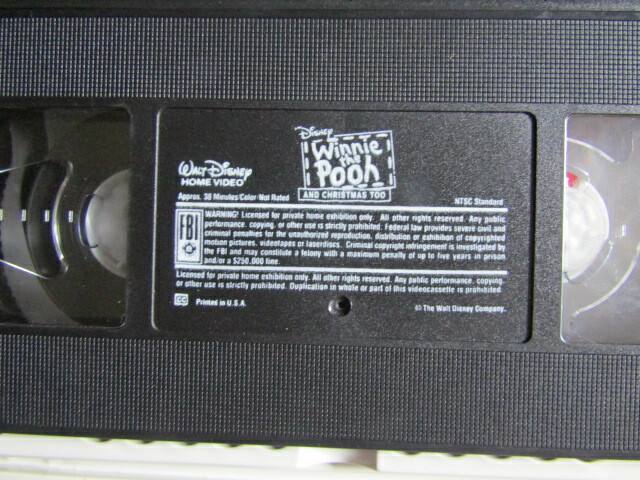 Disney
Winnie
the
Pooh
AND CHRISTMAS TOO
Walt Disney
HOME VIDEO
Approx. 38 Minutes/Color/Not Rated
NTSC Standard
FBI
WARNING! Licensed for private home exhibition only. All other rights reserved. Any public
performance, copying, or other use is strictly prohibited. Federal law provides severe civil and
criminal penalties for the unauthorized reproduction, distribution or exhibition of copyrighted
motion pictures, videotapes or laserdiscs. Criminal copyright infringement is investigated by
the FBI and may constitute a felony with a maximum penalty of up to five years in prison
and/or a $250,000 fine.
Licensed for private home exhibition only. All other rights reserved. Any public performance, copying,
or other use is strictly prohibited. Duplication in whole or part of this videocassette is prohibited.
CC Printed in U.S.A.
© The Walt Disney Company.